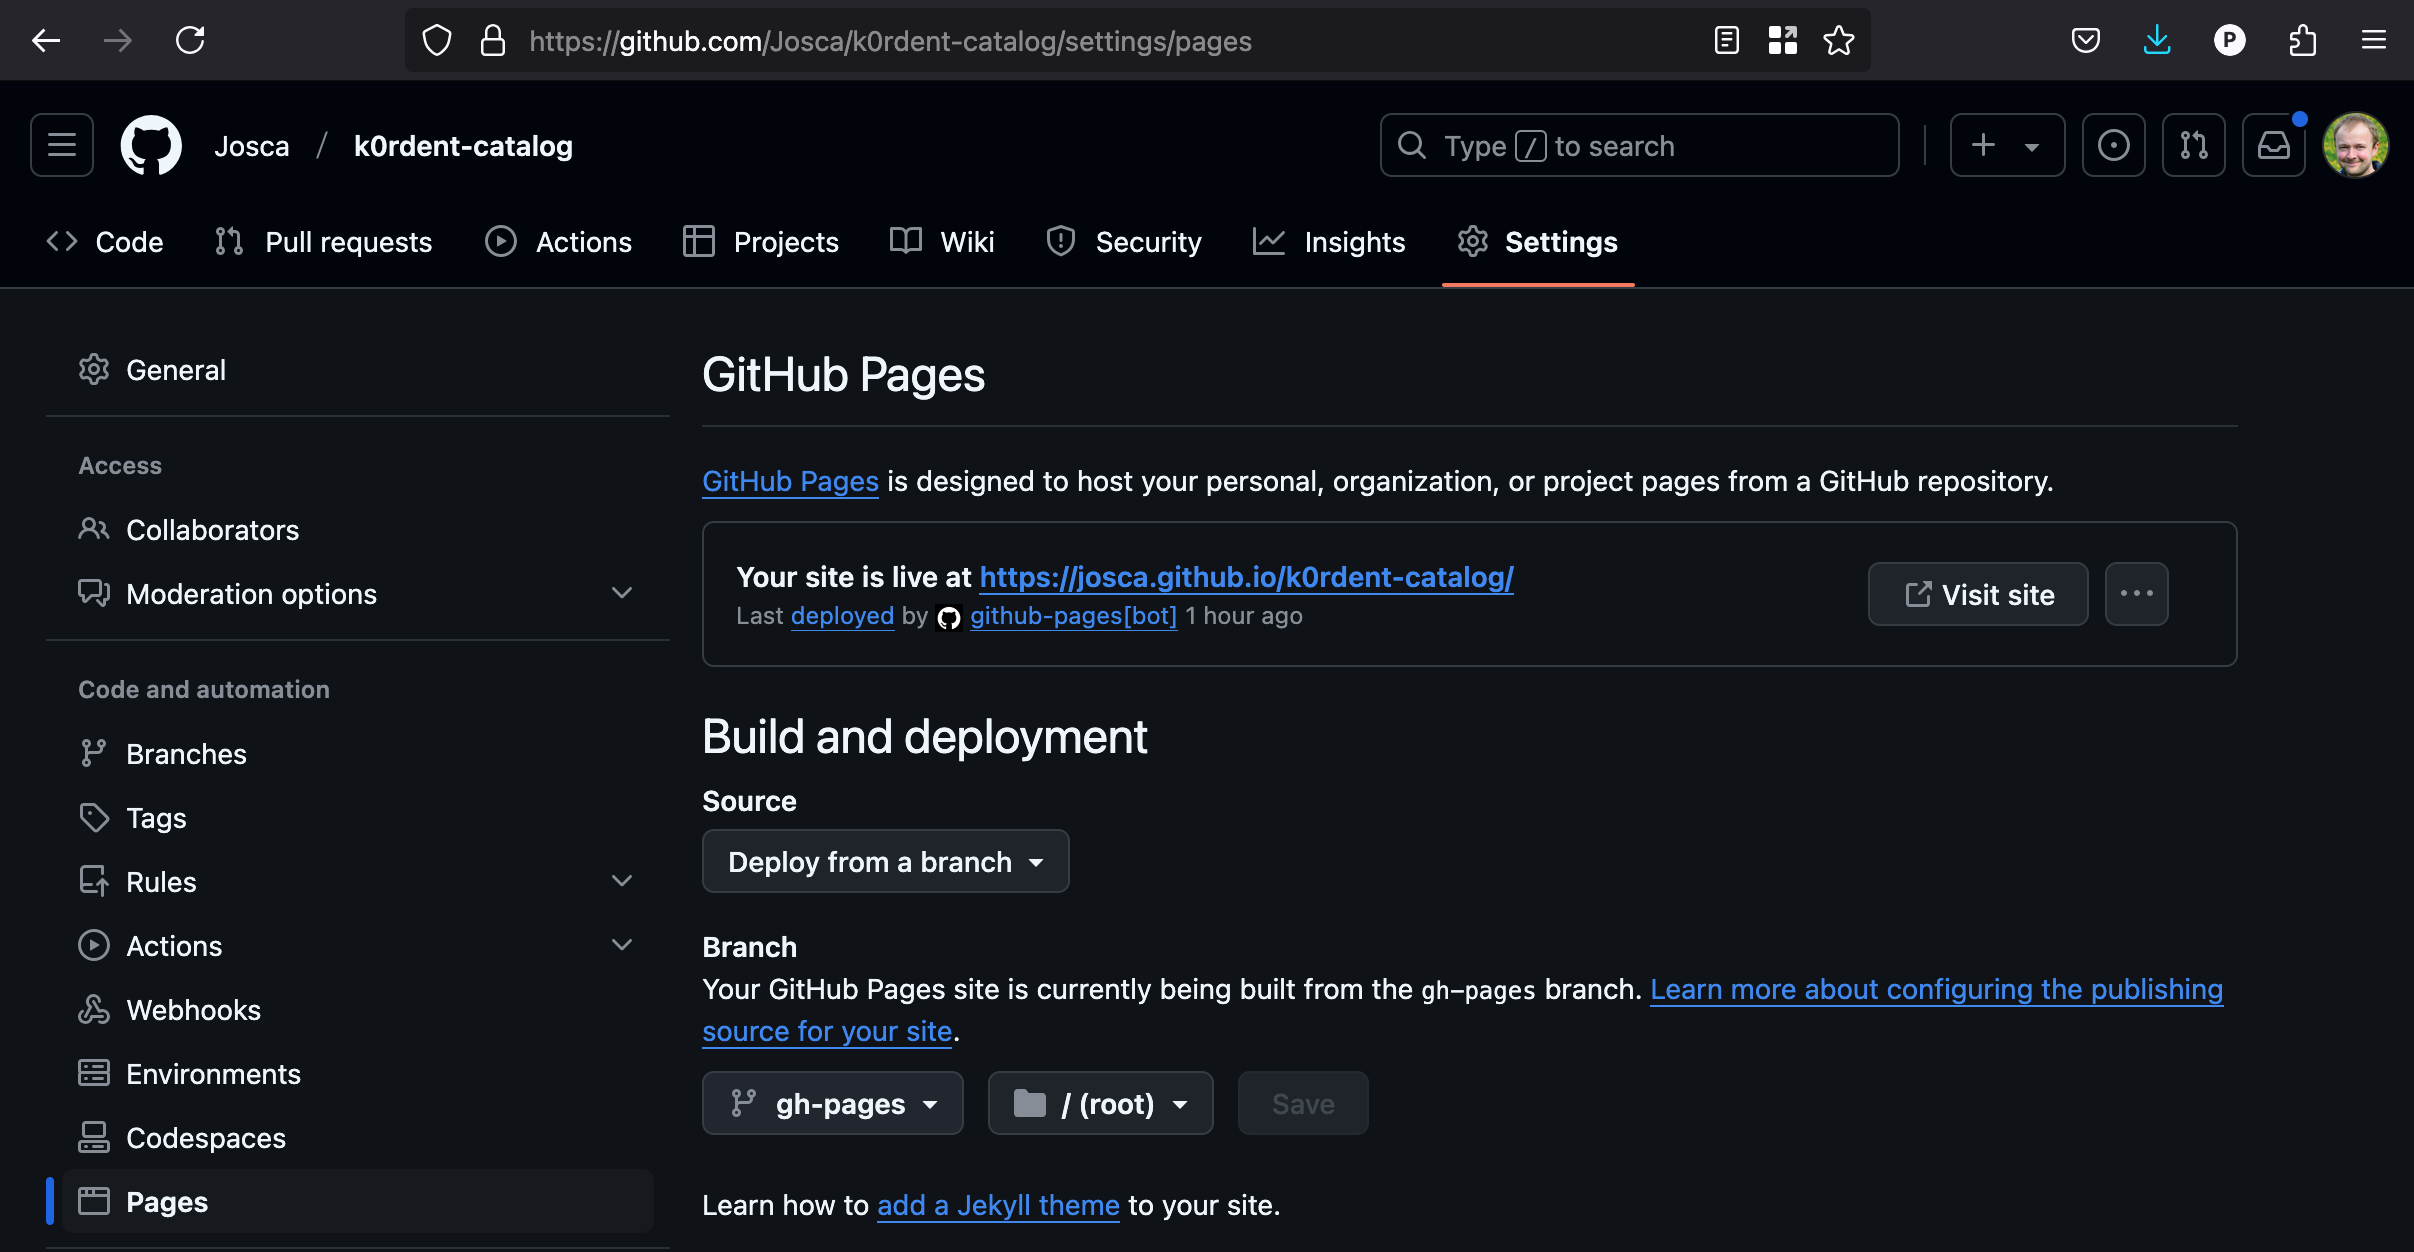 https://github.com/Josca/k0rdent-catalog/settings/pages
P
Josca / k0rdent-catalog
Type / to search
Code
Pull requests
Actions
Projects
Wiki
Security
Insights
Settings
General
Access
Collaborators
Moderation options
Code and automation
Branches
Tags
Rules
Actions
Webhooks
Environments
Codespaces
Pages
GitHub Pages
GitHub Pages is designed to host your personal, organization, or project pages from a GitHub repository.
Your site is live at https://josca.github.io/k0rdent-catalog/
Last deployed by github-pages[bot] 1 hour ago
Visit site
Build and deployment
Source
Deploy from a branch
Branch
Your GitHub Pages site is currently being built from the gh-pages branch. Learn more about configuring the publishing
source for your site.
gh-pages
/ (root)
Save
Learn how to add a Jekyll theme to your site.